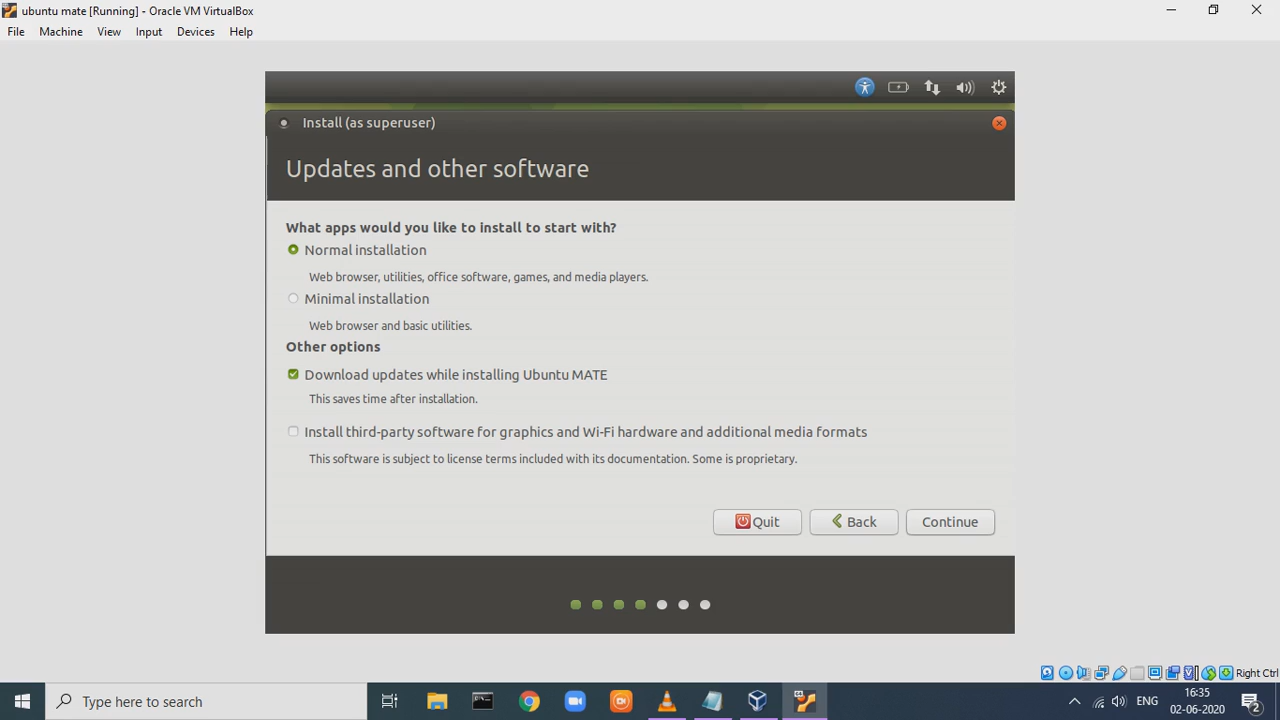 ubuntu mate [Running] - Oracle VM VirtualBox
File Machine View Input Devices Help
Install (as superuser)
Updates and other software
What apps would you like to install to start with?
Normal installation
Web browser, utilities, office software, games, and media players.
Minimal installation
Web browser and basic utilities.
Other options
Download updates while installing Ubuntu MATE
This saves time after installation.
Install third-party software for graphics and Wi-Fi hardware and additional media formats
This software is subject to license terms included with its documentation. Some is proprietary.
Quit Back Continue
Right Ctrl
Type here to search
ENG
16:35
02-06-2020
2